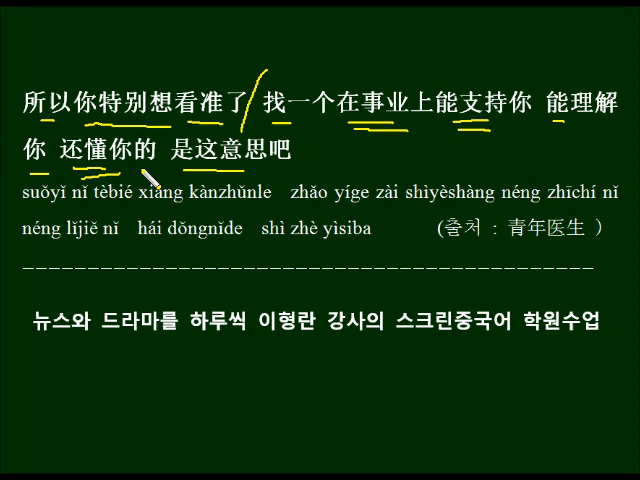 所以你特别想看准了 找一个在事业上能支持你 能理解
你 还懂你的 是这意思吧
suǒyǐ nǐ tèbié xiǎng kànzhǔnle zhǎo yíge zài shìyèshàng néng zhīchí nǐ
néng lǐjiě nǐ hái dǒngnǐde shì zhè yìsiba (출처 : 青年医生 )
--------------------------------------------
뉴스와 드라마를 하루씩 이형란 강사의 스크린중국어 학원수업